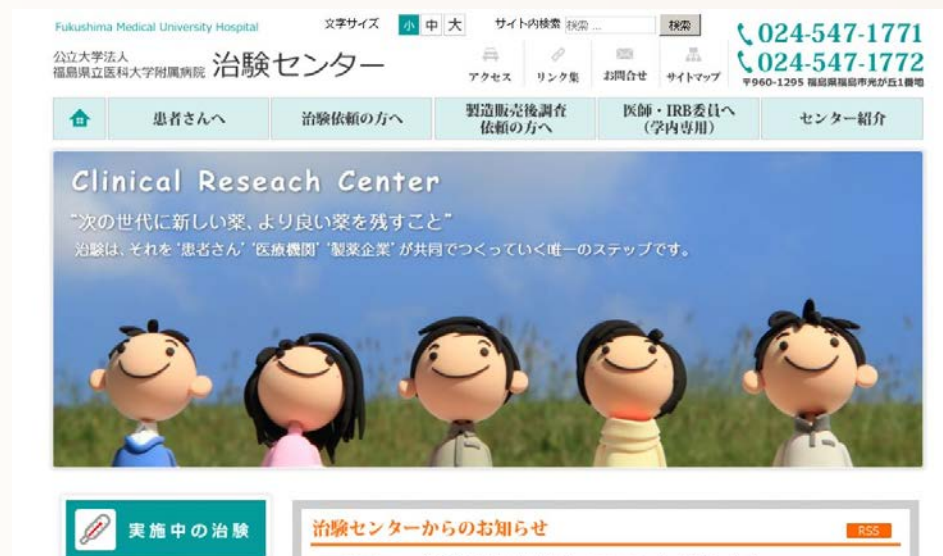 Fukushima Medical University Hospital
文字サイズ 小 中 大
サイト内検索 検索 ... 検索
024-547-1771
024-547-1772
〒960-1295 福島県福島市光が丘1番地
公立大学法人
福島県立医科大学附属病院 治験センター
アクセス リンク集 お問合せ サイトマップ
患者さんへ
治験依頼の方へ
製造販売後調査
依頼の方へ
医師・IRB委員へ
(学内専用)
センター紹介
Clinical Reseach Center
"次の世代に新しい薬、より良い薬を残すこと"
治験は、それを'患者さん' '医療機関' '製薬企業'が共同でつくっていく唯一のステップです。
実施中の治験
治験センターからのお知らせ
RSS